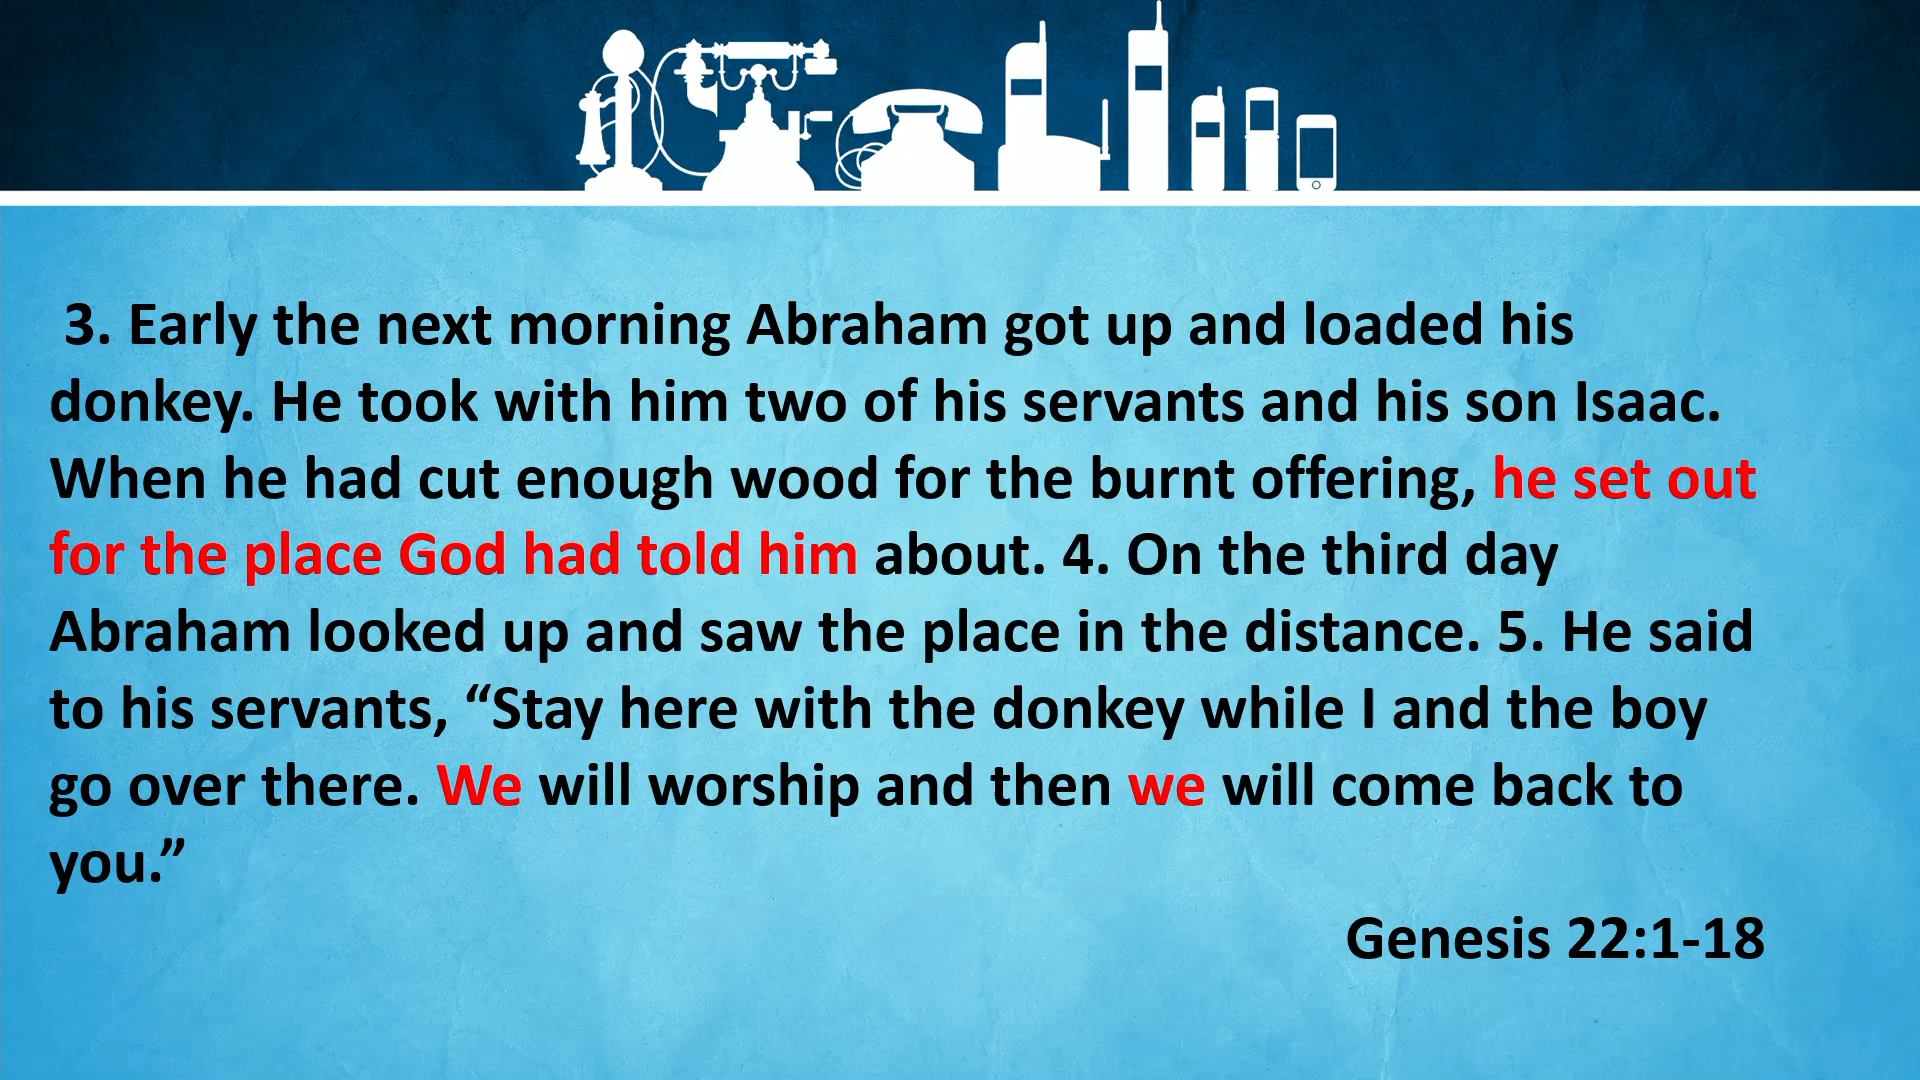 3. Early the next morning Abraham got up and loaded his
donkey. He took with him two of his servants and his son Isaac.
When he had cut enough wood for the burnt offering, he set out
for the place God had told him about. 4. On the third day
Abraham looked up and saw the place in the distance. 5. He said
to his servants, “Stay here with the donkey while I and the boy
go over there. We will worship and then we will come back to
you.”
Genesis 22:1-18